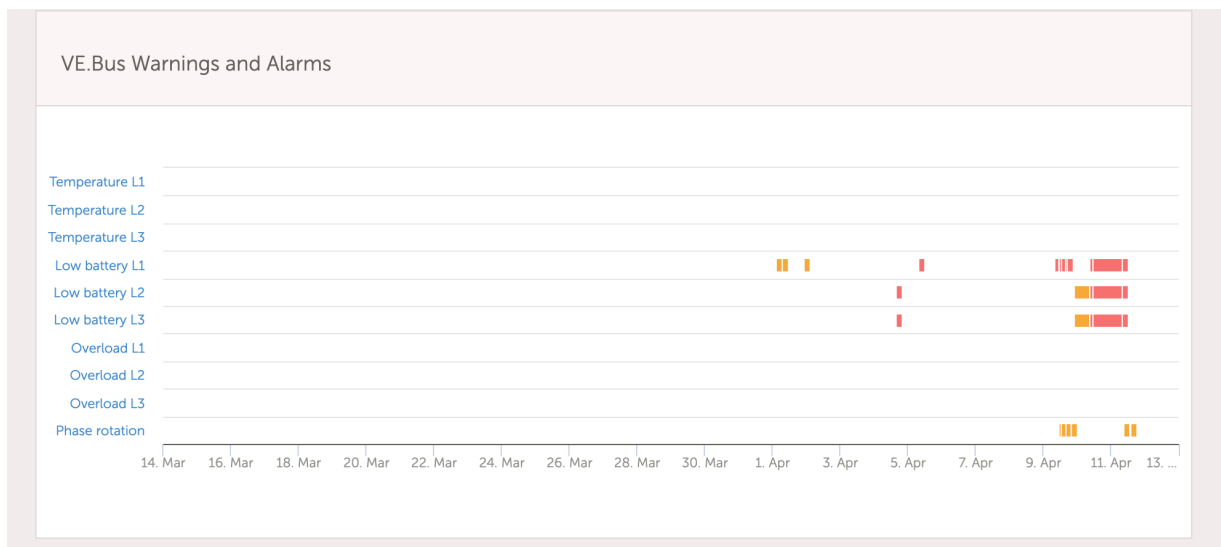 VE.Bus Warnings and Alarms
Temperature L1
Temperature L2
Temperature L3
Low battery L1
Low battery L2
Low battery L3
Overload L1
Overload L2
Overload L3
Phase rotation
14. Mar 16. Mar 18. Mar 20. Mar 22. Mar 24. Mar 26. Mar 28. Mar 30. Mar 1. Apr 3. Apr 5. Apr 7. Apr 9. Apr 11. Apr 13. ...